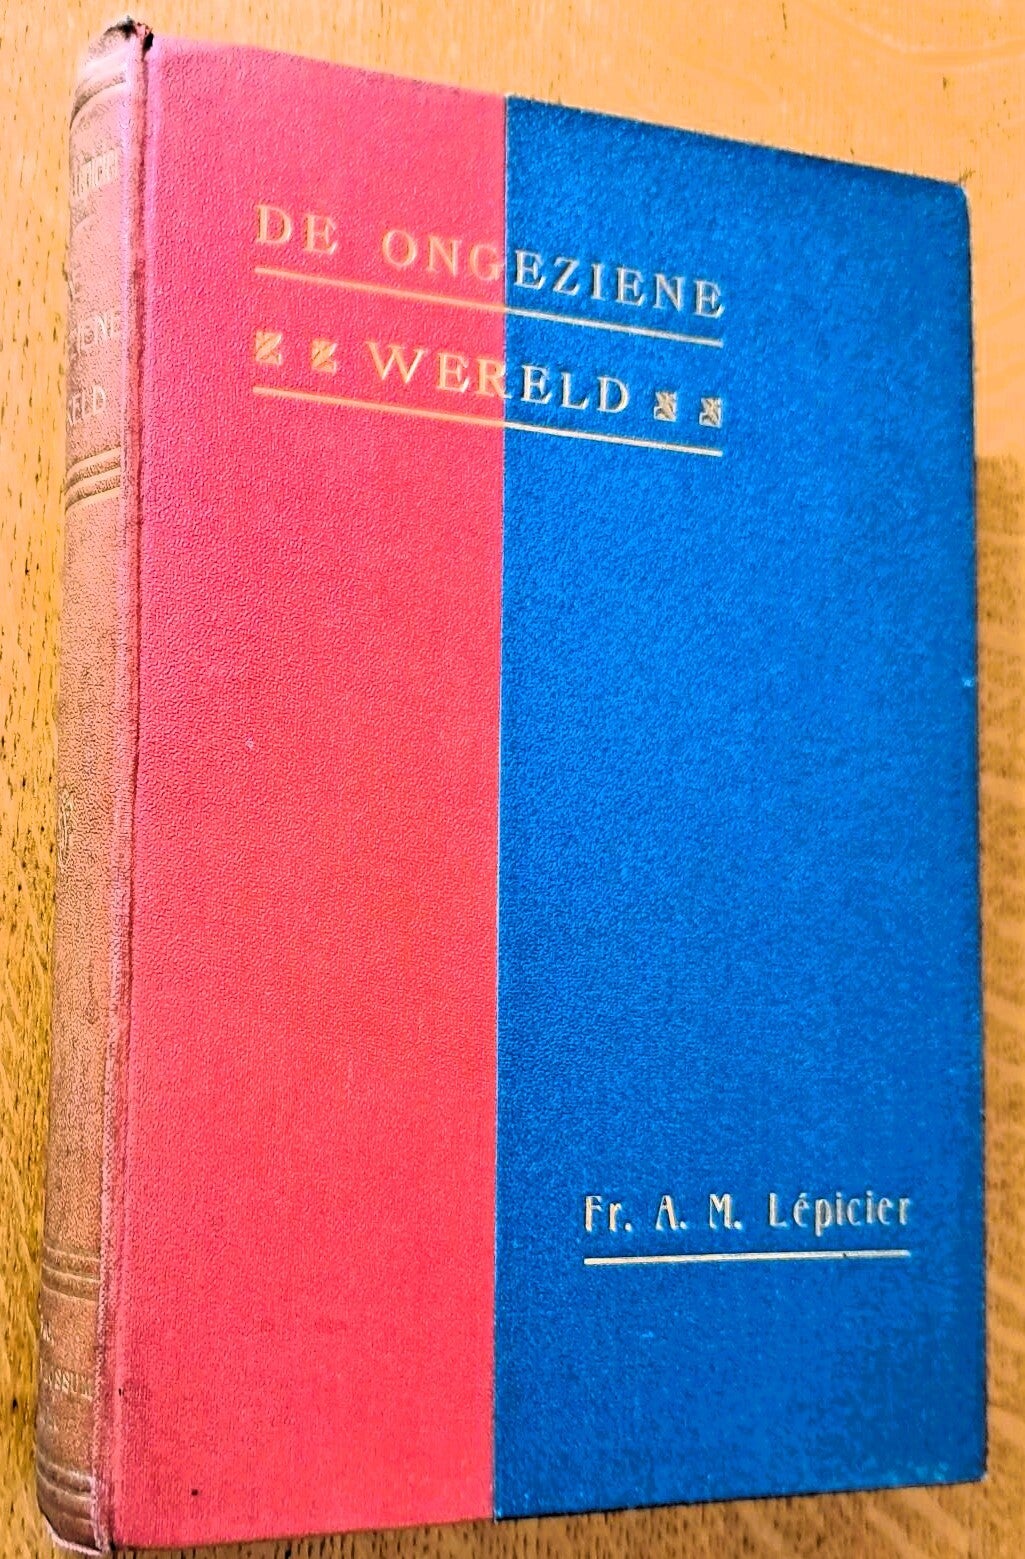 DE ONGEZIENE
WERELD
Fr. A. M. Lépicier